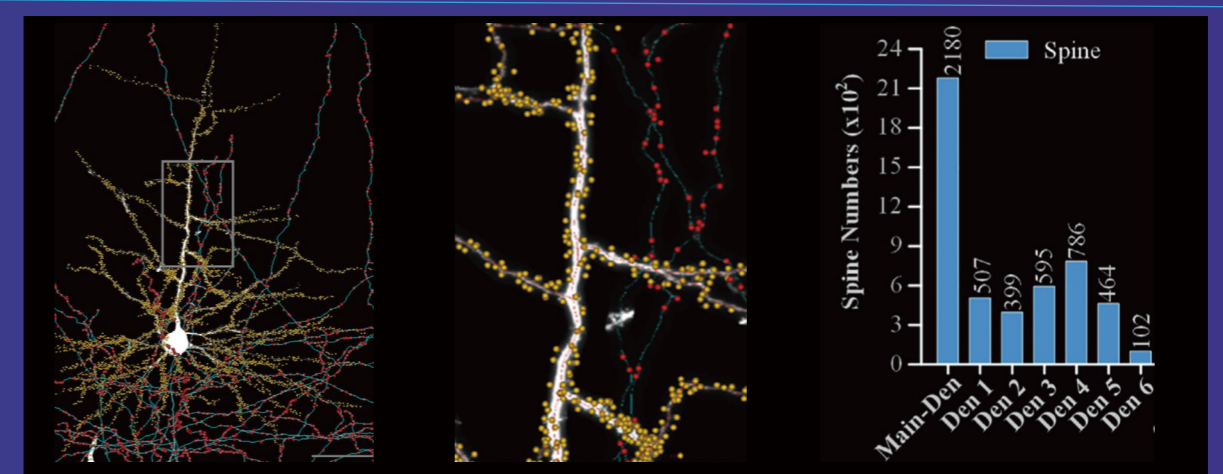 Spine
Spine Numbers (x10²)
24
21
18
15
12
9
6
3
0
2180
507
399
595
786
464
102
Main-Den
Den 1
Den 2
Den 3
Den 4
Den 5
Den 6